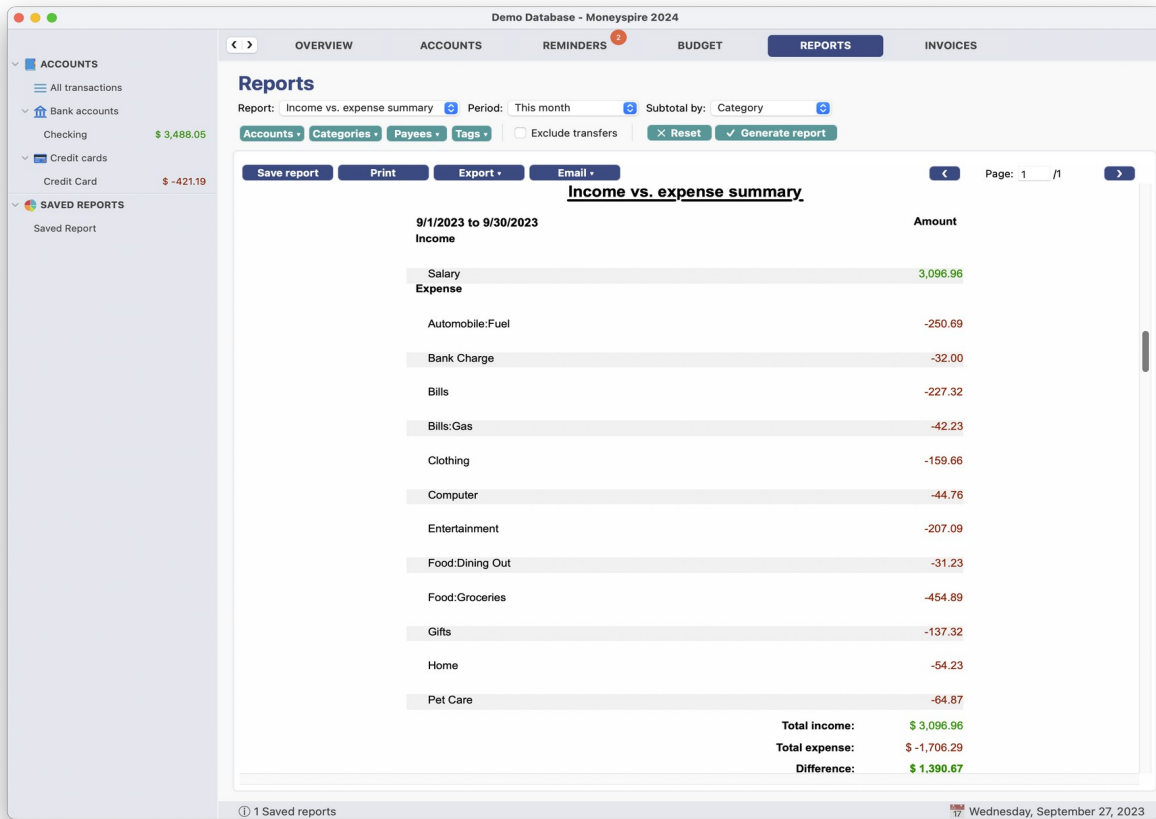 Demo Database - Moneyspire 2024
OVERVIEW ACCOUNTS REMINDERS 2 BUDGET REPORTS INVOICES
ACCOUNTS
All transactions
Bank accounts
Checking $ 3,488.05
Credit cards
Credit Card $ -421.19
SAVED REPORTS
Saved Report
Reports
Report: Income vs. expense summary Period: This month Subtotal by: Category
Accounts Categories Payees Tags Exclude transfers Reset Generate report
Save report Print Export Email Page: 1 /1
Income vs. expense summary
9/1/2023 to 9/30/2023 Amount
Income
Salary 3,096.96
Expense
Automobile:Fuel -250.69
Bank Charge -32.00
Bills -227.32
Bills:Gas -42.23
Clothing -159.66
Computer -44.76
Entertainment -207.09
Food:Dining Out -31.23
Food:Groceries -454.89
Gifts -137.32
Home -54.23
Pet Care -64.87
Total income: $ 3,096.96
Total expense: $ -1,706.29
Difference: $ 1,390.67
1 Saved reports 17 Wednesday, September 27, 2023